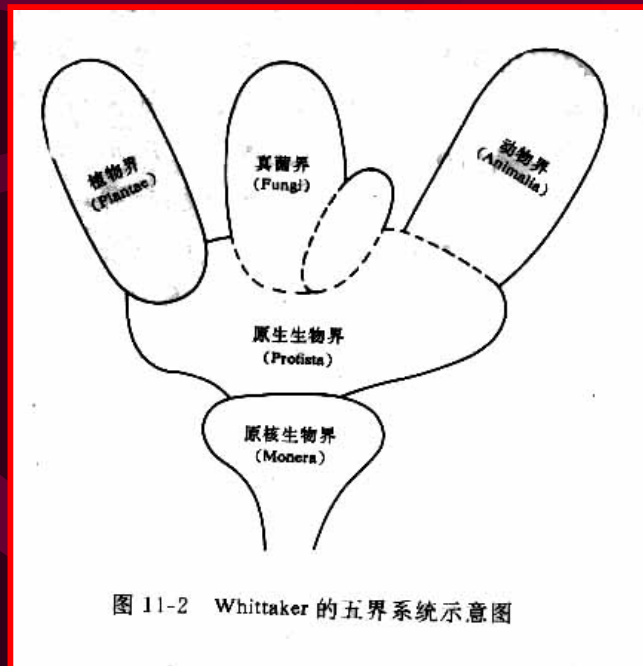 植物界
(Plantae)
真菌界
(Fungi)
动物界
(Animalia)
原生生物界
(Protista)
原核生物界
(Monera)
图 11-2 Whittaker 的五界系统示意图